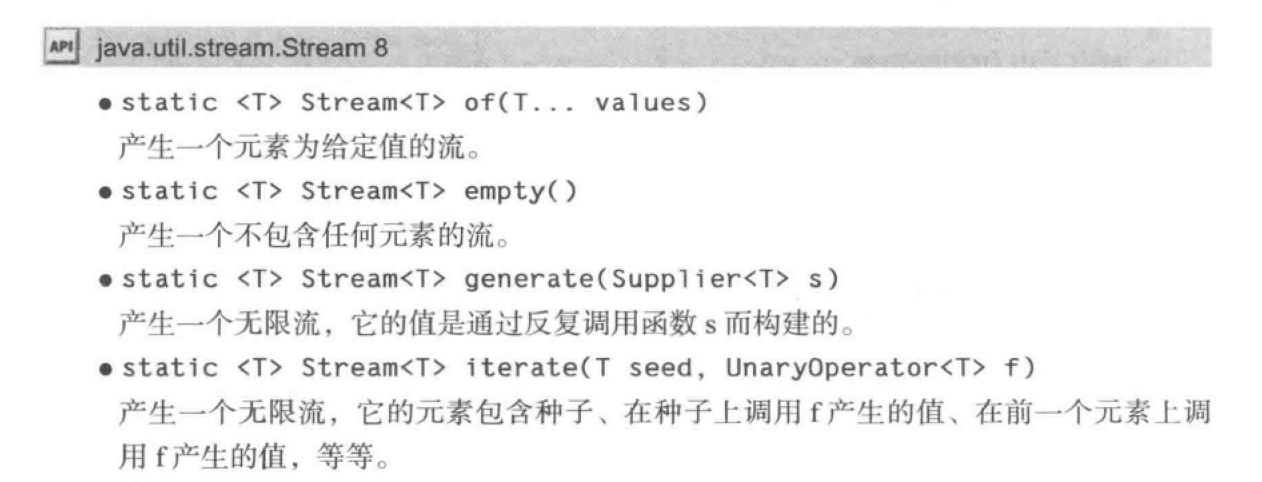 API java.util.stream.Stream 8
● static <T> Stream<T> of(T... values)
产生一个元素为给定值的流。
● static <T> Stream<T> empty()
产生一个不包含任何元素的流。
● static <T> Stream<T> generate(Supplier<T> s)
产生一个无限流，它的值是通过反复调用函数 s 而构建的。
● static <T> Stream<T> iterate(T seed, UnaryOperator<T> f)
产生一个无限流，它的元素包含种子、在种子上调用 f 产生的值、在前一个元素上调
用 f 产生的值，等等。